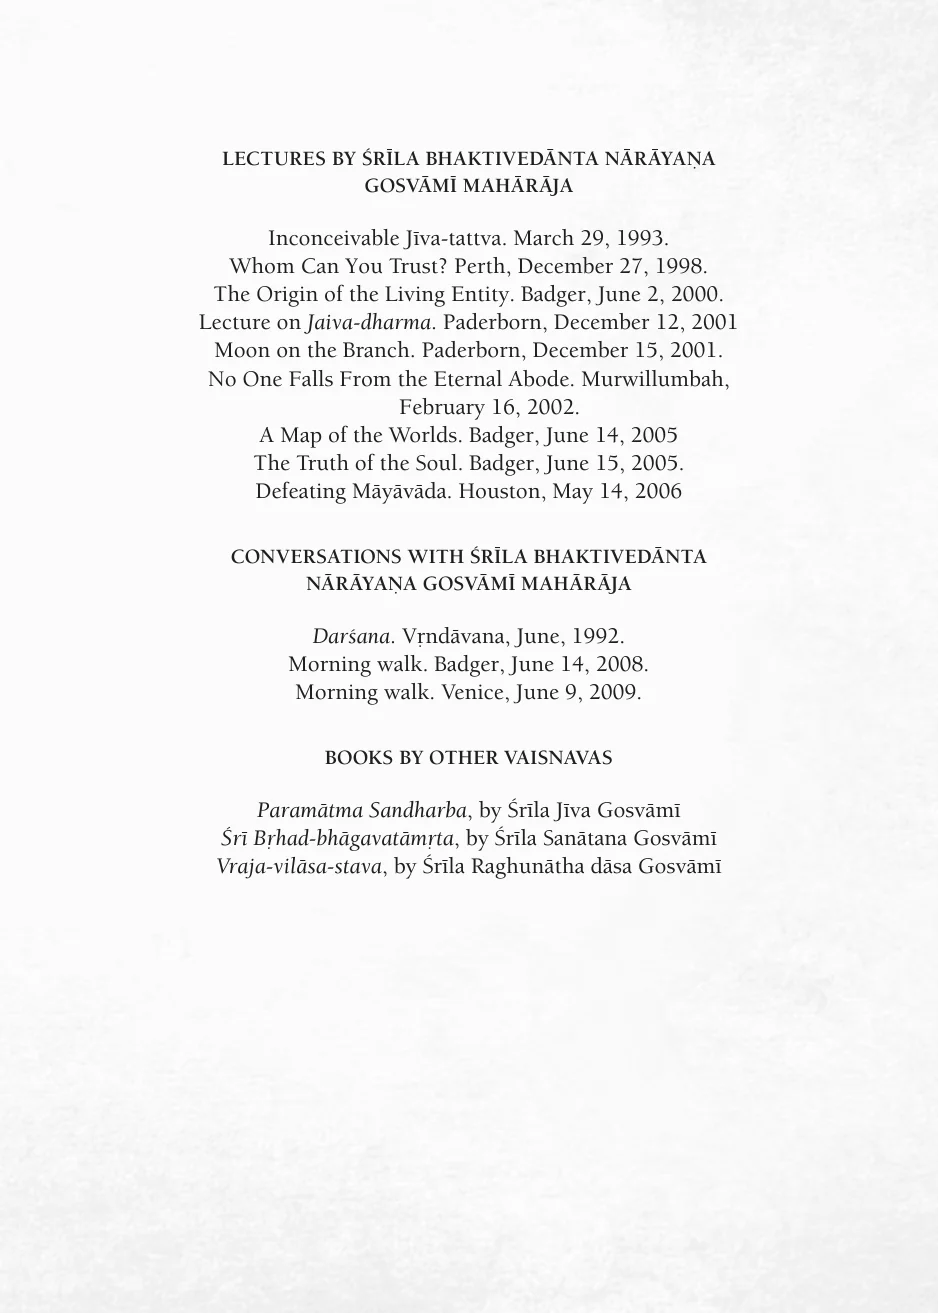 LECTURES BY ŚRĪLA BHAKTIVEDĀNTA NĀRĀYAṆA
GOSVĀMĪ MAHĀRĀJA
Inconceivable Jīva-tattva. March 29, 1993.
Whom Can You Trust? Perth, December 27, 1998.
The Origin of the Living Entity. Badger, June 2, 2000.
Lecture on Jaiva-dharma. Paderborn, December 12, 2001
Moon on the Branch. Paderborn, December 15, 2001.
No One Falls From the Eternal Abode. Murwillumbah,
February 16, 2002.
A Map of the Worlds. Badger, June 14, 2005
The Truth of the Soul. Badger, June 15, 2005.
Defeating Māyāvāda. Houston, May 14, 2006
CONVERSATIONS WITH ŚRĪLA BHAKTIVEDĀNTA
NĀRĀYAṆA GOSVĀMĪ MAHĀRĀJA
Darśana. Vṛndāvana, June, 1992.
Morning walk. Badger, June 14, 2008.
Morning walk. Venice, June 9, 2009.
BOOKS BY OTHER VAISNAVAS
Paramātma Sandharba, by Śrīla Jīva Gosvāmī
Śrī Bṛhad-bhāgavatāmṛta, by Śrīla Sanātana Gosvāmī
Vraja-vilāsa-stava, by Śrīla Raghunātha dāsa Gosvāmī